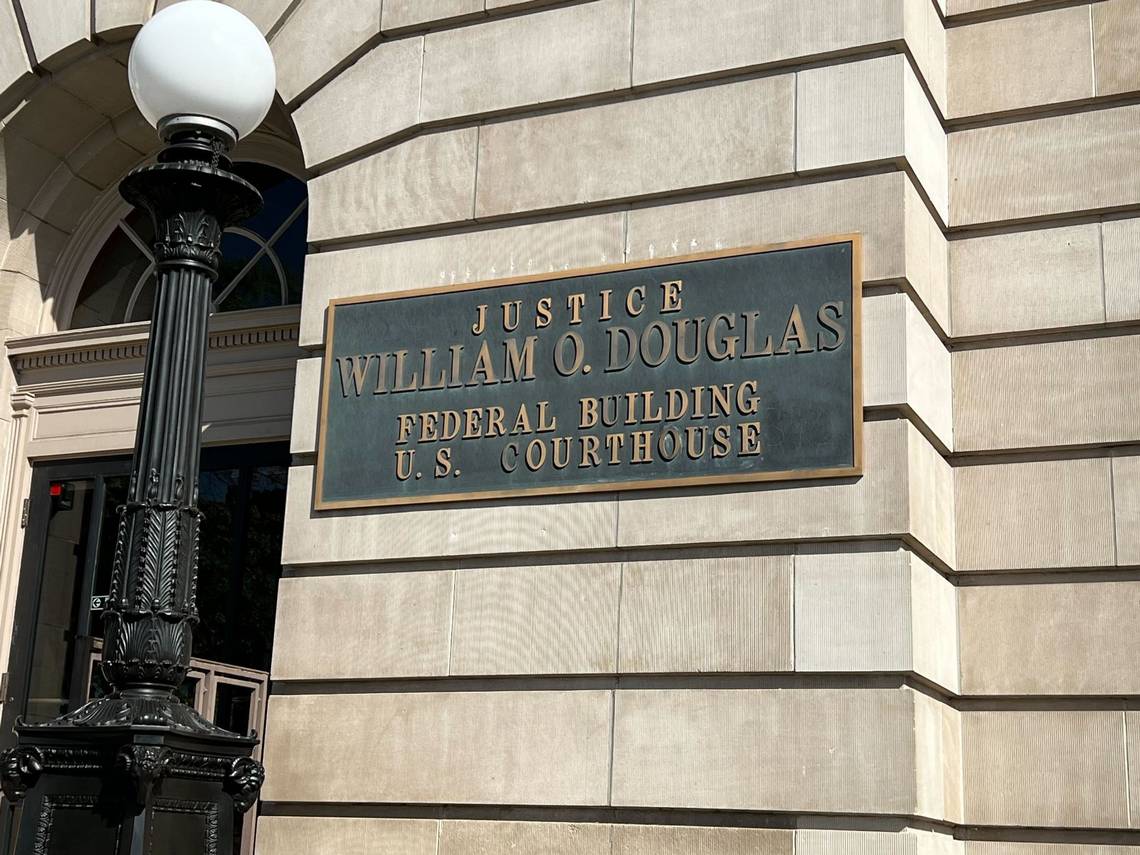 JUSTICE
WILLIAM O. DOUGLAS
FEDERAL BUILDING
U. S. COURTHOUSE